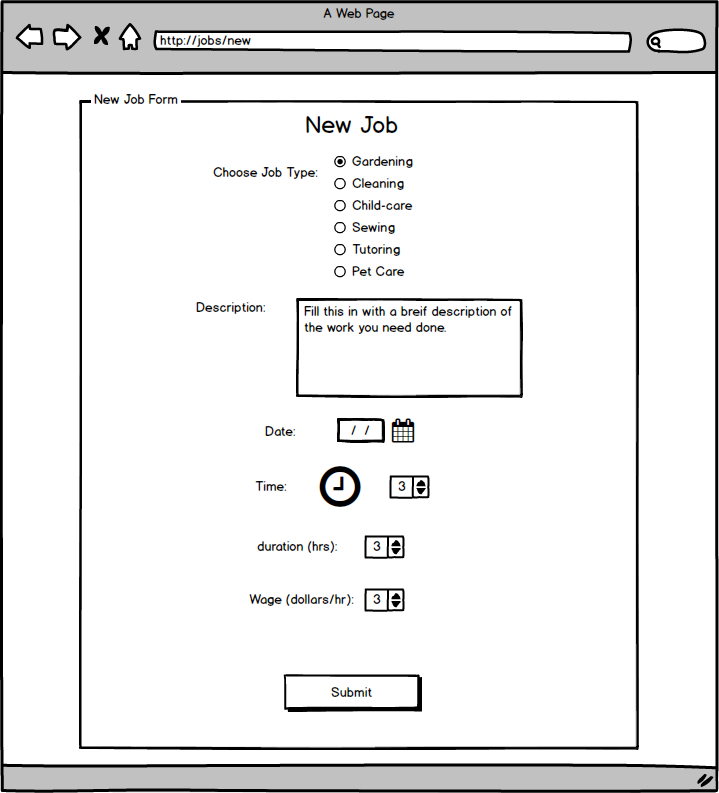 A Web Page
http://jobs/new
New Job Form
New Job
Choose Job Type:
Gardening
Cleaning
Child-care
Sewing
Tutoring
Pet Care
Description:
Fill this in with a breif description of
the work you need done.
Date:
/ /
Time:
3
duration (hrs):
3
Wage (dollars/hr):
3
Submit